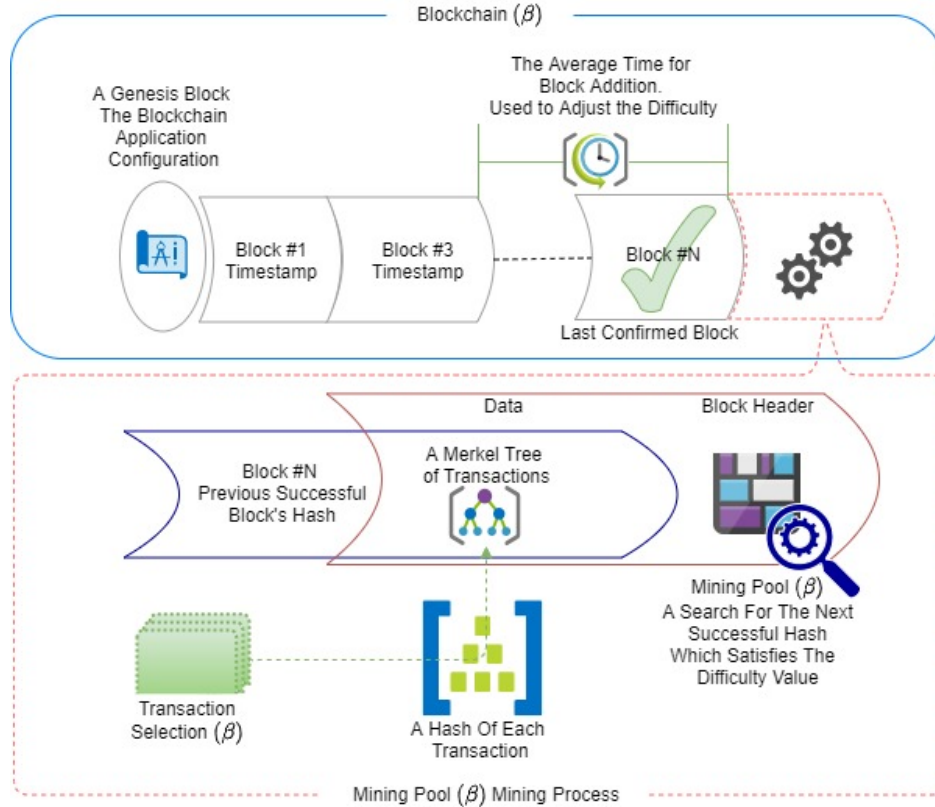 Blockchain (β)
The Average Time for
Block Addition.
Used to Adjust the Difficulty
A Genesis Block
The Blockchain
Application
Configuration
Block #1
Timestamp
Block #3
Timestamp
Block #N
Last Confirmed Block
Data
Block Header
Block #N
Previous Successful
Block's Hash
A Merkel Tree
of Transactions
Mining Pool (β)
A Search For The Next
Successful Hash
Which Satisfies The
Difficulty Value
Transaction
Selection (β)
A Hash Of Each
Transaction
Mining Pool (β) Mining Process